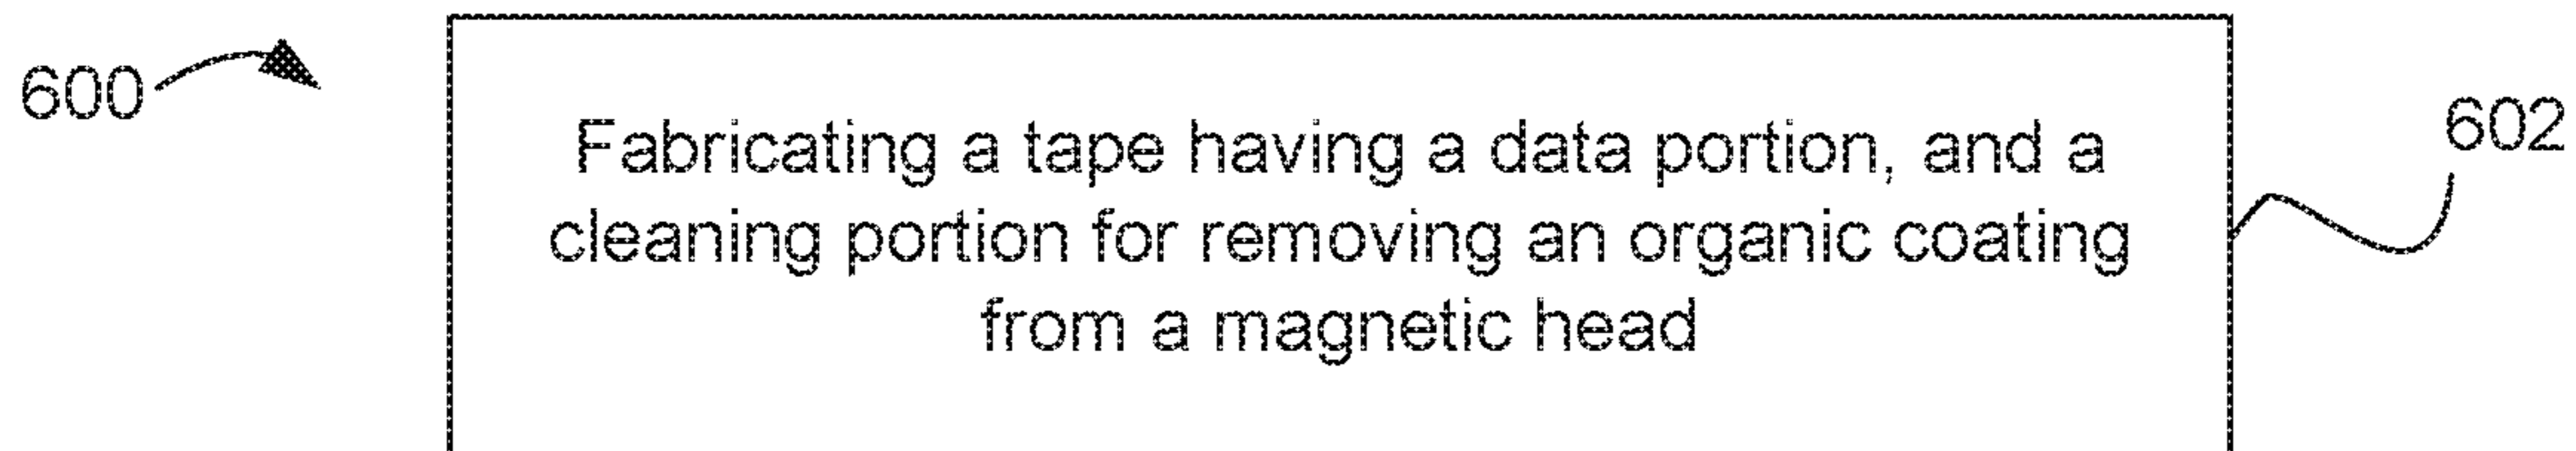 600
Fabricating a tape having a data portion, and a
602
cleaning portion for removing an organic coating
from a magnetic head